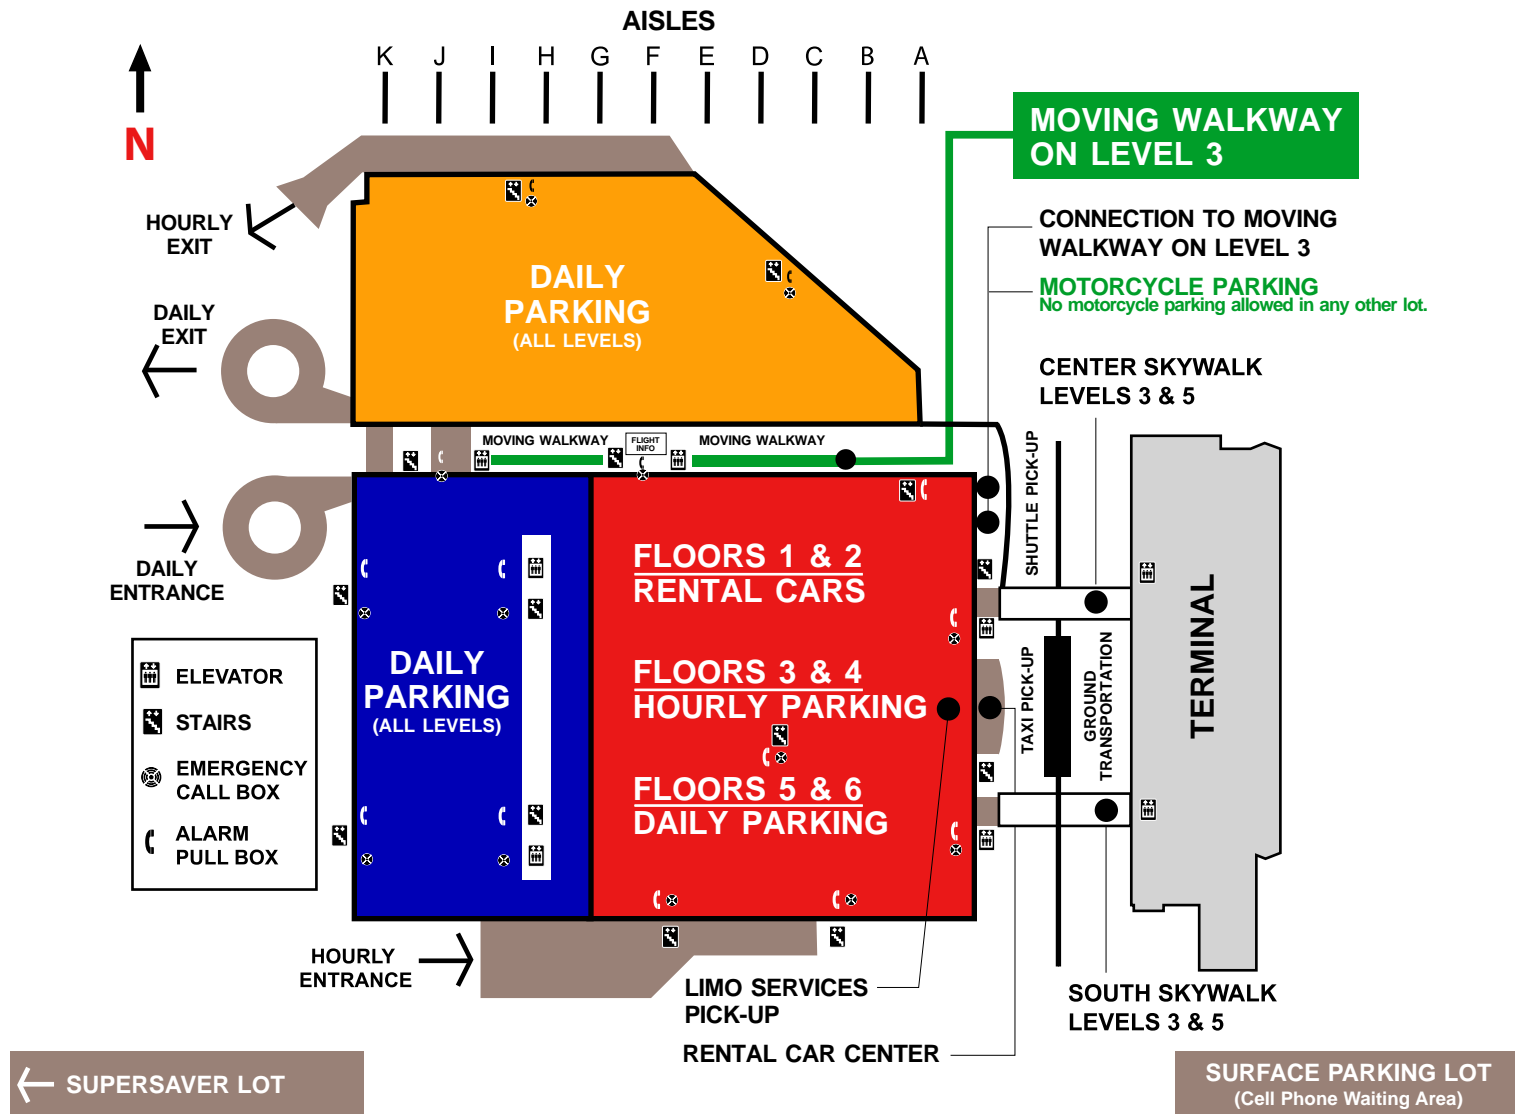 AISLES
K J I H G F E D C B A
N
MOVING WALKWAY
ON LEVEL 3
HOURLY
EXIT
CONNECTION TO MOVING
WALKWAY ON LEVEL 3
MOTORCYCLE PARKING
No motorcycle parking allowed in any other lot.
DAILY
PARKING
(ALL LEVELS)
DAILY
EXIT
CENTER SKYWALK
LEVELS 3 & 5
MOVING WALKWAY
FLIGHT
INFO
MOVING WALKWAY
SHUTTLE PICK-UP
DAILY
ENTRANCE
FLOORS 1 & 2
RENTAL CARS
DAILY
PARKING
(ALL LEVELS)
FLOORS 3 & 4
HOURLY PARKING
FLOORS 5 & 6
DAILY PARKING
TAXI PICK-UP
GROUND
TRANSPORTATION
TERMINAL
ELEVATOR
STAIRS
EMERGENCY
CALL BOX
ALARM
PULL BOX
HOURLY
ENTRANCE
LIMO SERVICES
PICK-UP
RENTAL CAR CENTER
SOUTH SKYWALK
LEVELS 3 & 5
SUPERSAVER LOT
SURFACE PARKING LOT
(Cell Phone Waiting Area)